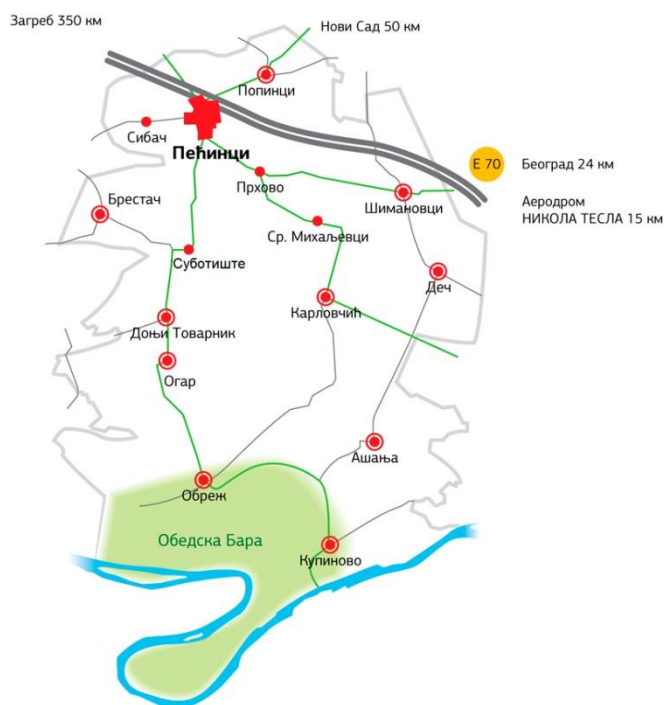 Загреб 350 км
Нови Сад 50 км
Попинци
Сибач
Пећинци
Е 70
Београд 24 км
Прхово
Брестач
Шимановци
Аеродром
НИКОЛА ТЕСЛА 15 км
Ср. Михаљевци
Суботиште
Деч
Карловчић
Доњи Товарник
Огар
Ашања
Обреж
Обедска Бара
Купиново